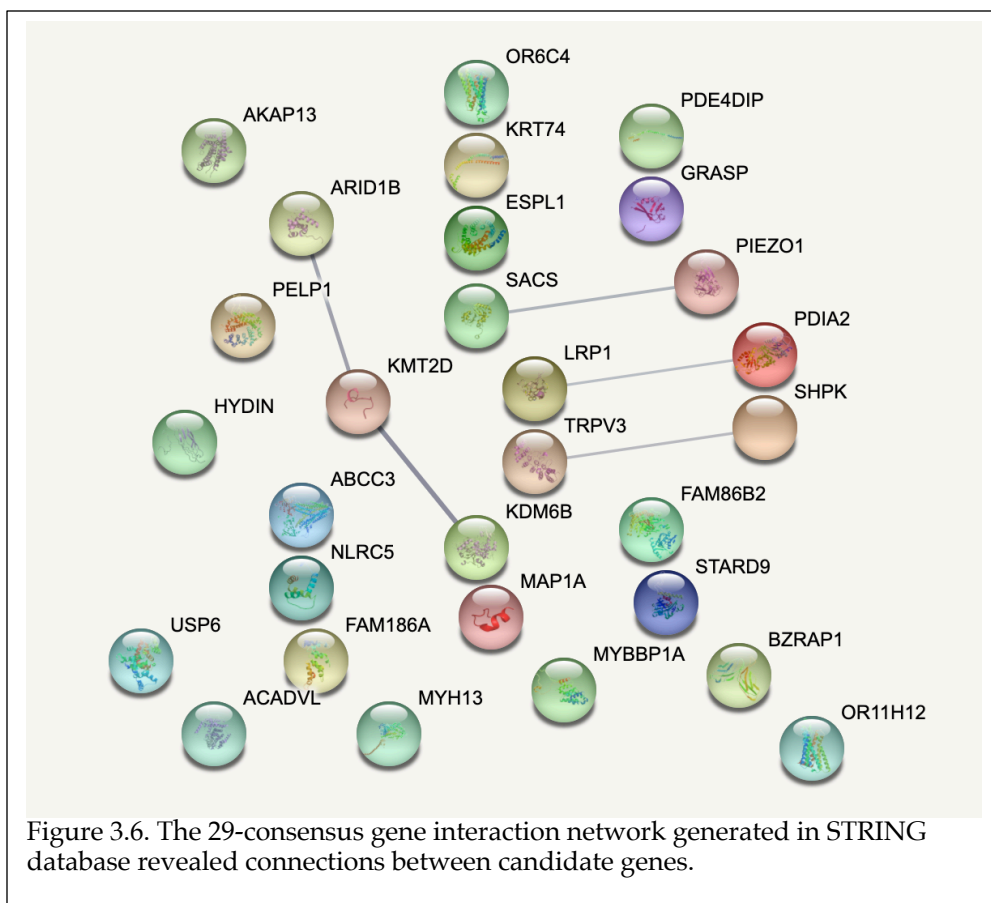 OR6C4
PDE4DIP
AKAP13
KRT74
GRASP
ARID1B
ESPL1
PIEZO1
SACS
PELP1
PDIA2
LRP1
KMT2D
SHPK
HYDIN
TRPV3
ABCC3
FAM86B2
KDM6B
NLRC5
STARD9
MAP1A
USP6
FAM186A
BZRAP1
MYBBP1A
ACADVL
MYH13
OR11H12
Figure 3.6. The 29-consensus gene interaction network generated in STRING
database revealed connections between candidate genes.